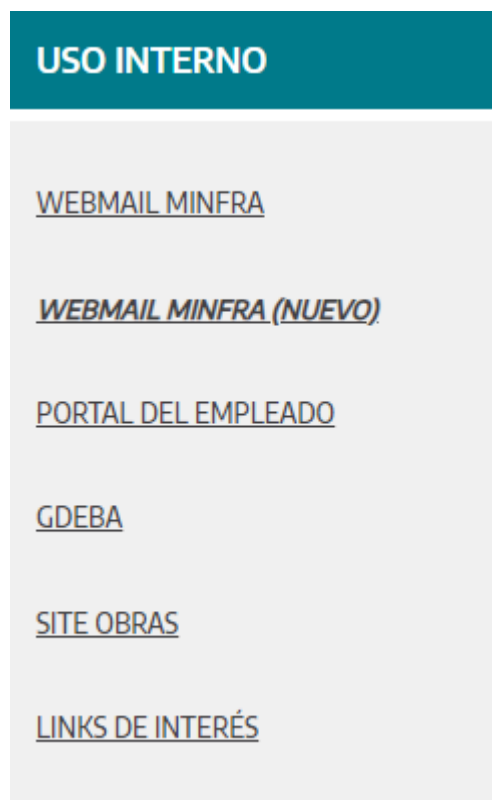 USO INTERNO
WEBMAIL MINFRA
WEBMAIL MINFRA (NUEVO)
PORTAL DEL EMPLEADO
GDEBA
SITE OBRAS
LINKS DE INTERÉS